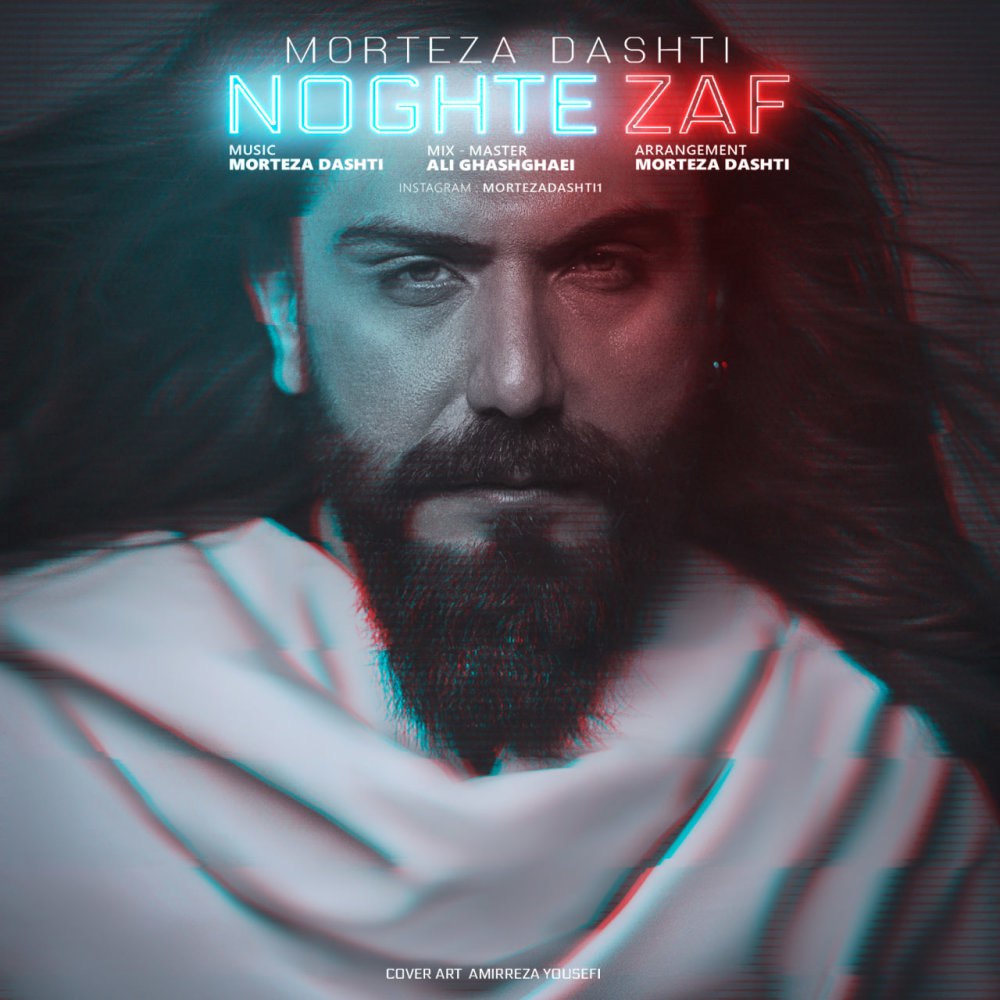 MORTEZA DASHTI
NOGHTE ZAF
MUSIC
MORTEZA DASHTI
MIX - MASTER
ALI GHASHGHAEI
ARRANGEMENT
MORTEZA DASHTI
INSTAGRAM : MORTEZADASHTI1
COVER ART AMIRREZA YOUSEFI